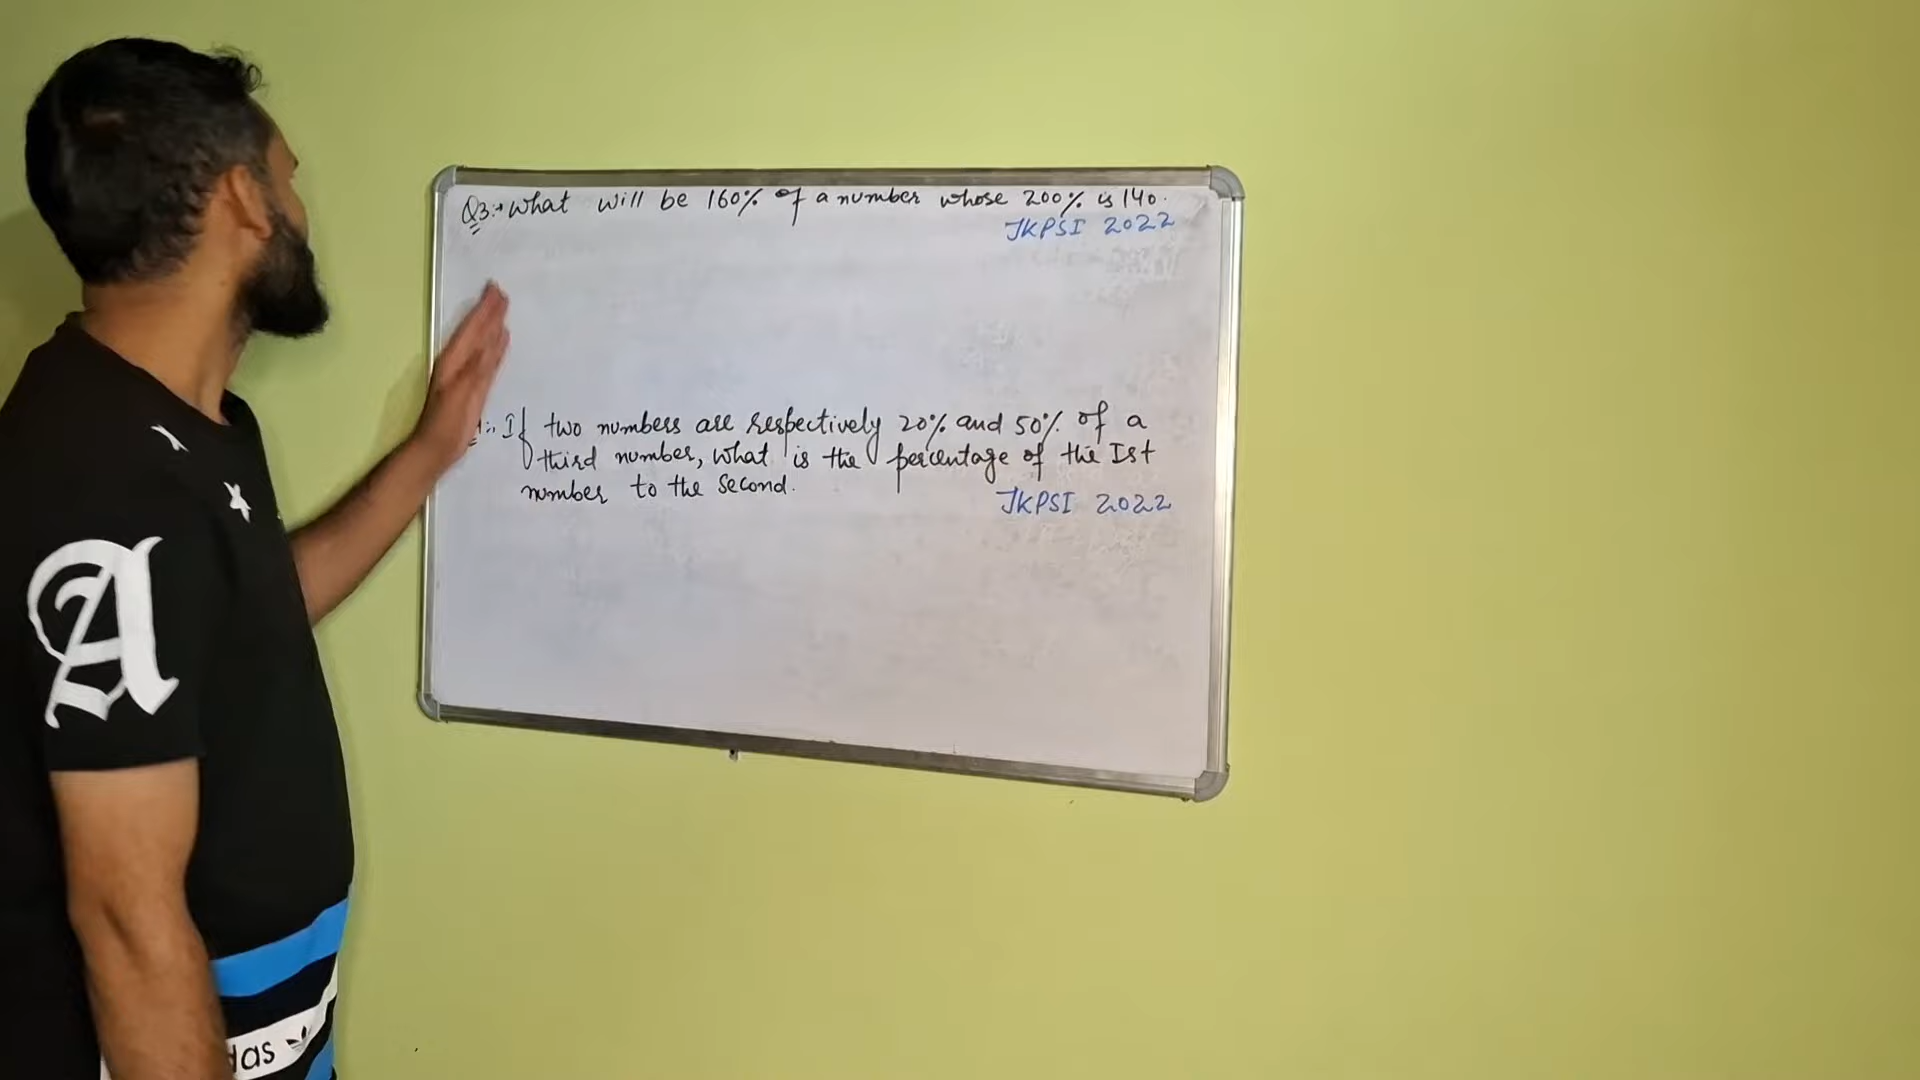 Q3:→ What will be 160% of a number whose 200% is 140.
JKPSI 2022
If two numbers are respectively 20% and 50% of a
third number, what is the percentage of the Ist
number to the second.
JKPSI 2022
A
das